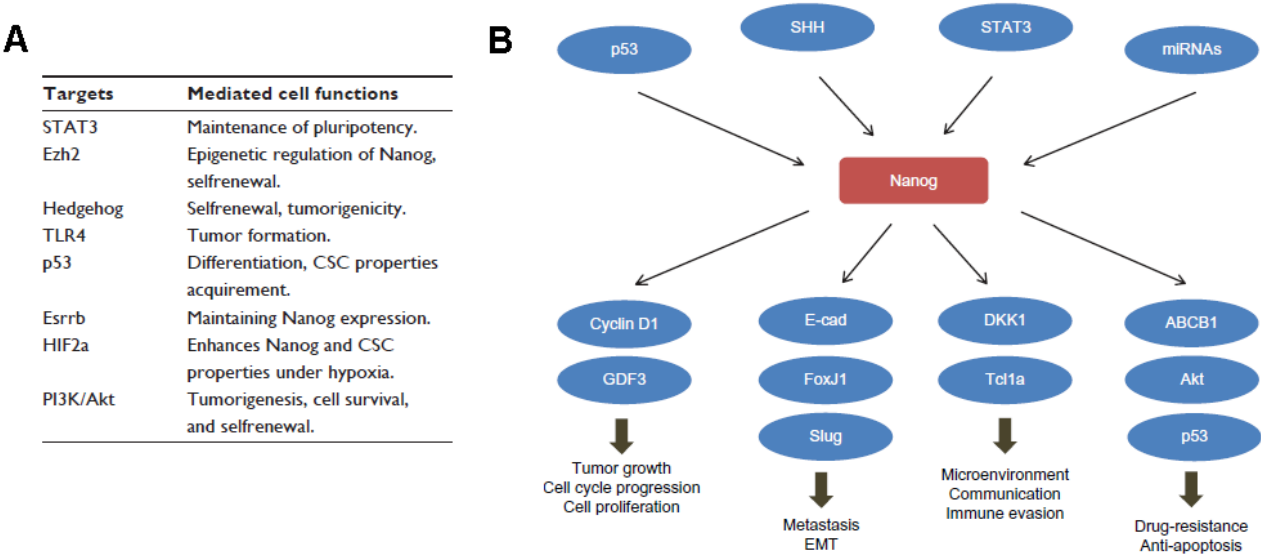 A
Targets Mediated cell functions
STAT3 Maintenance of pluripotency.
Ezh2 Epigenetic regulation of Nanog,
selfrenewal.
Hedgehog Selfrenewal, tumorigenicity.
TLR4 Tumor formation.
p53 Differentiation, CSC properties
acquirement.
Esrrb Maintaining Nanog expression.
HIF2a Enhances Nanog and CSC
properties under hypoxia.
PI3K/Akt Tumorigenesis, cell survival,
and selfrenewal.
B
p53 SHH STAT3 miRNAs
Nanog
Cyclin D1
GDF3
Tumor growth
Cell cycle progression
Cell proliferation
E-cad
FoxJ1
Slug
Metastasis
EMT
DKK1
Tcl1a
Microenvironment
Communication
Immune evasion
ABCB1
Akt
p53
Drug-resistance
Anti-apoptosis